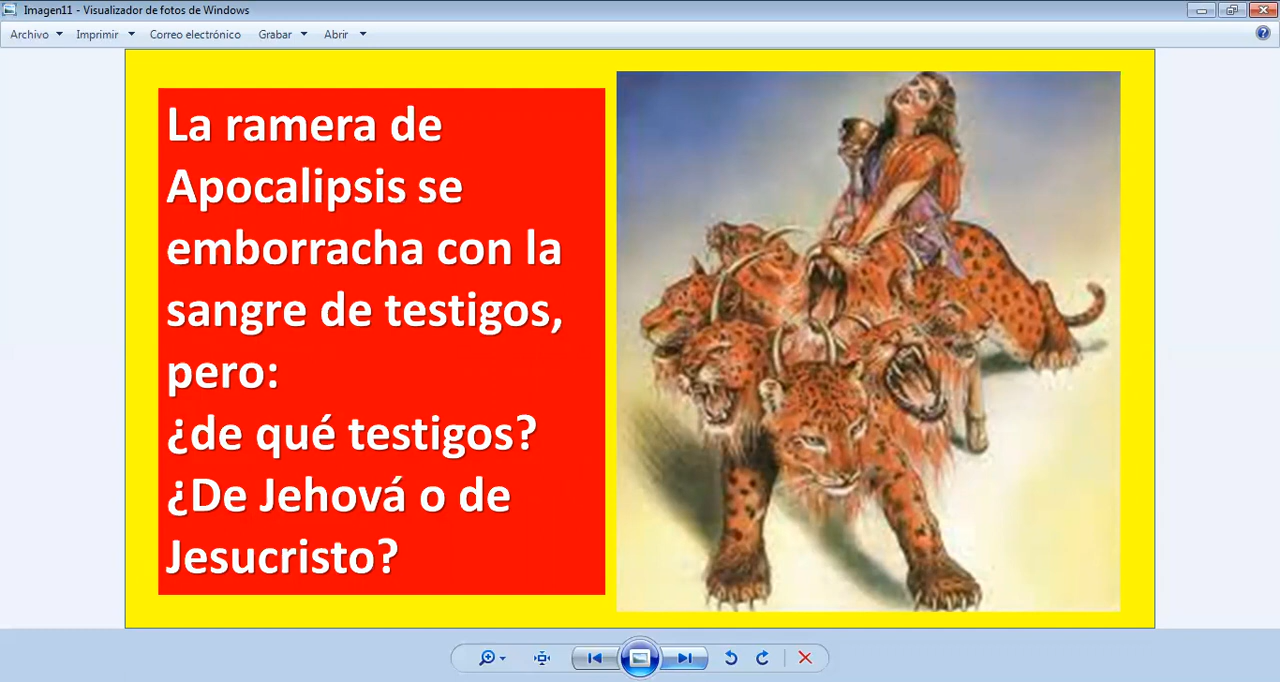 Imagen11 - Visualizador de fotos de Windows
Archivo Imprimir Correo electrónico Grabar Abrir
La ramera de
Apocalipsis se
emborracha con la
sangre de testigos,
pero:
¿de qué testigos?
¿De Jehová o de
Jesucristo?